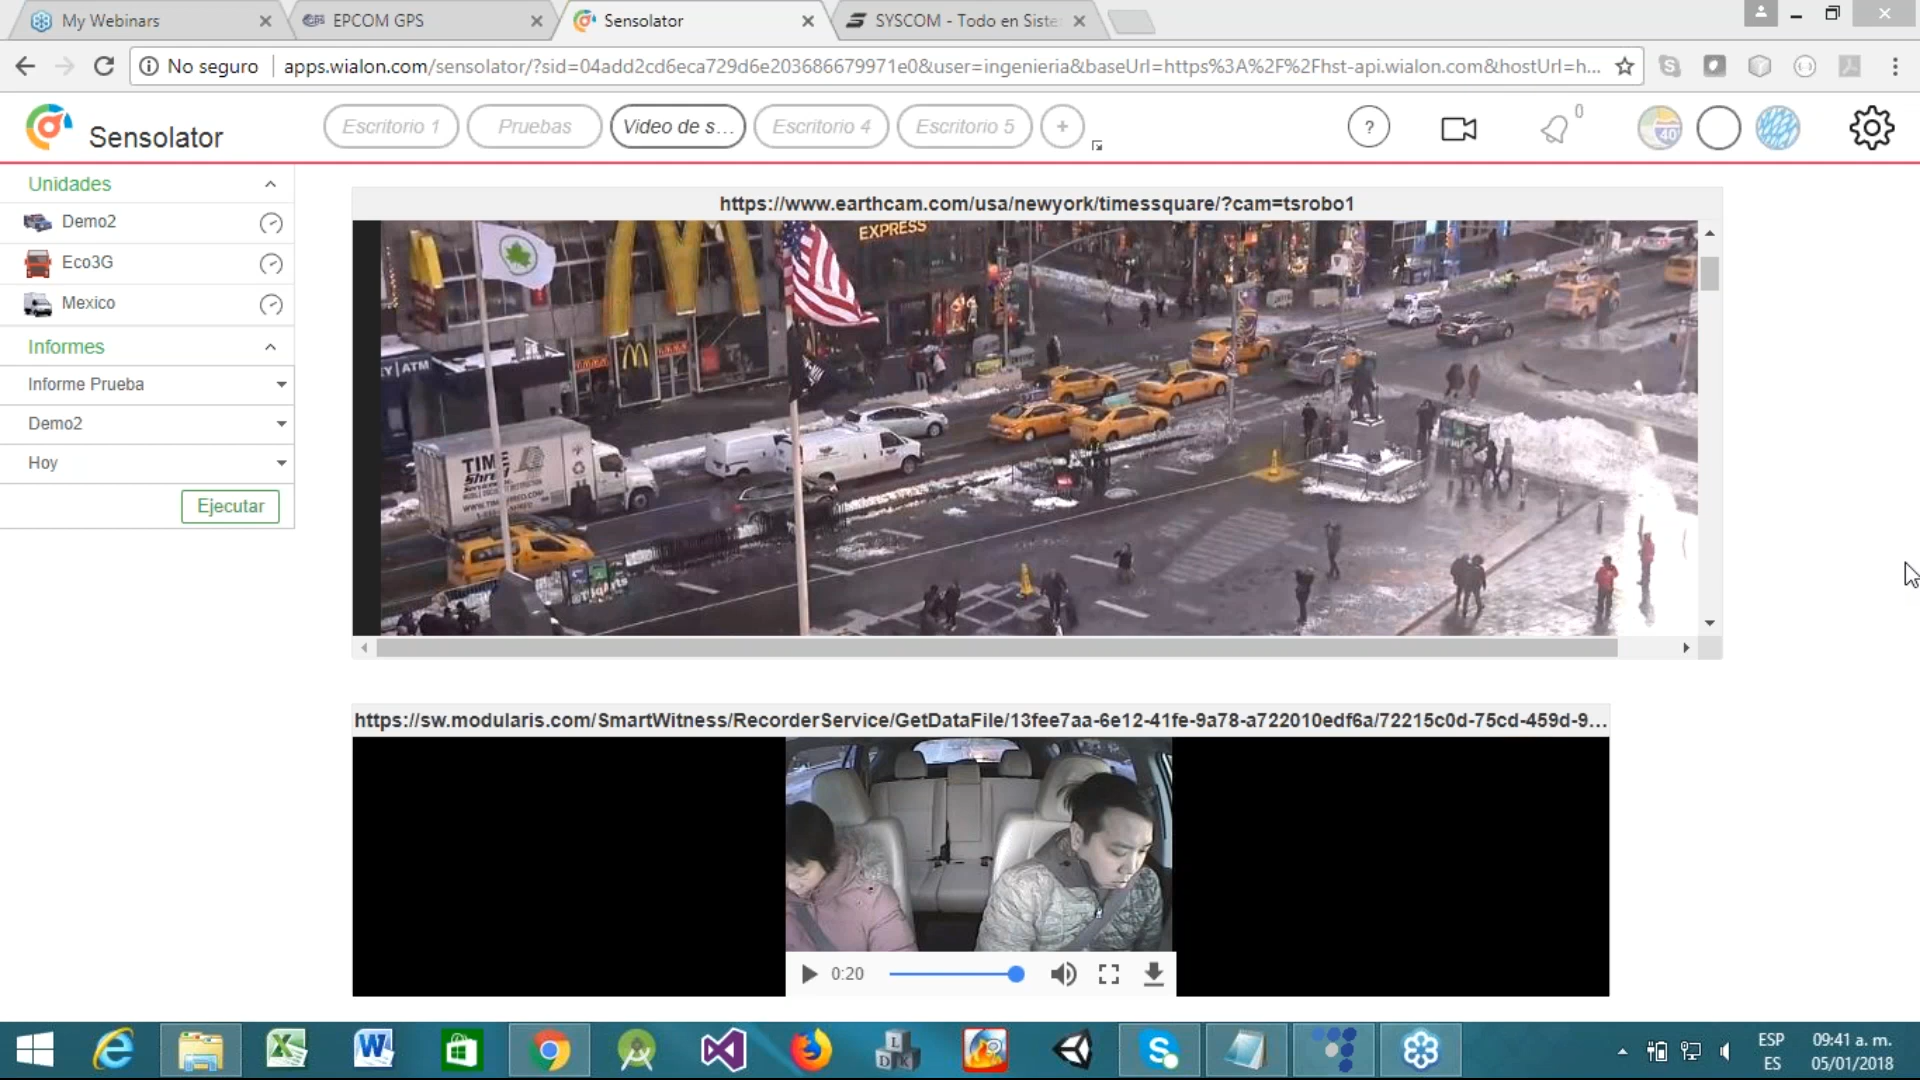 My Webinars
EPCOM GPS
Sensolator
SYSCOM - Todo en Siste
No seguro
apps.wialon.com/sensolator/?sid=04add2cd6eca729d6e203686679971e0&user=ingenieria&baseUrl=https%3A%2F%2Fhst-api.wialon.com&hostUrl=h...
Sensolator
Escritorio 1
Pruebas
Video de s...
Escritorio 4
Escritorio 5
+
?
0
40
Unidades
Demo2
Eco3G
Mexico
Informes
Informe Prueba
Demo2
Hoy
Ejecutar
https://www.earthcam.com/usa/newyork/timessquare/?cam=tsrobo1
EXPRESS
ATM
TIME
https://sw.modularis.com/SmartWitness/RecorderService/GetDataFile/13fee7aa-6e12-41fe-9a78-a722010edf6a/72215c0d-75cd-459d-9...
0:20
L
D K
ESP
ES
09:41 a. m.
05/01/2018